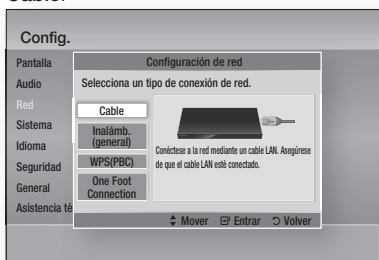 Config.
Pantalla
Audio
Red
Sistema
Idioma
Seguridad
General
Asistencia té
Configuración de red
Selecciona un tipo de conexión de red.
Cable
Inalámb.
(general)
WPS(PBC)
One Foot
Connection
Conéctese a la red mediante un cable LAN. Asegúrese
de que el cable LAN esté conectado.
Mover Entrar Volver